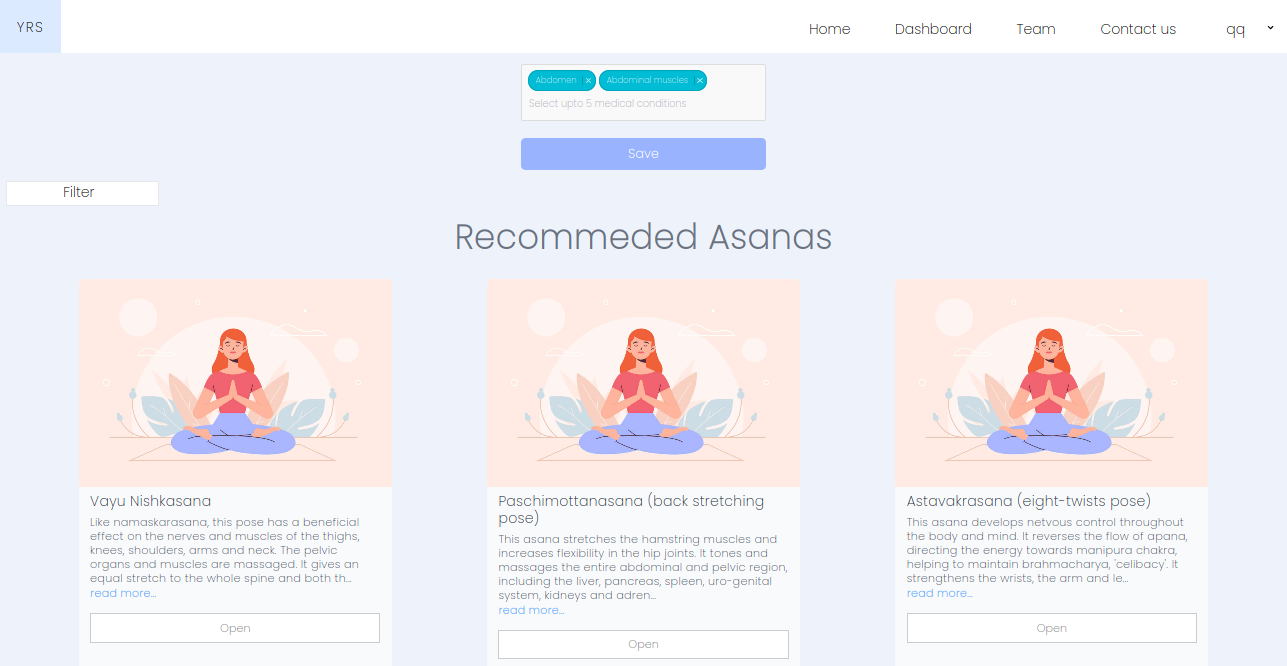 YRS
Home Dashboard Team Contact us qq
Abdomen × Abdominal muscles ×
Select upto 5 medical conditions
Save
Filter
Recommeded Asanas
Vayu Nishkasana
Like namaskarasana, this pose has a beneficial
effect on the nerves and muscles of the thighs,
knees, shoulders, arms and neck. The pelvic
organs and muscles are massaged. It gives an
equal stretch to the whole spine and both th...
read more...
Open
Paschimottanasana (back stretching
pose)
This asana stretches the hamstring muscles and
increases flexibility in the hip joints. It tones and
massages the entire abdominal and pelvic region,
including the liver, pancreas, spleen, uro-genital
system, kidneys and adren...
read more...
Open
Astavakrasana (eight-twists pose)
This asana develops netvous control throughout
the body and mind. It reverses the flow of apana,
directing the energy towards manipura chakra,
helping to maintain brahmacharya, 'celibacy'. It
strengthens the wrists, the arm and le...
read more...
Open